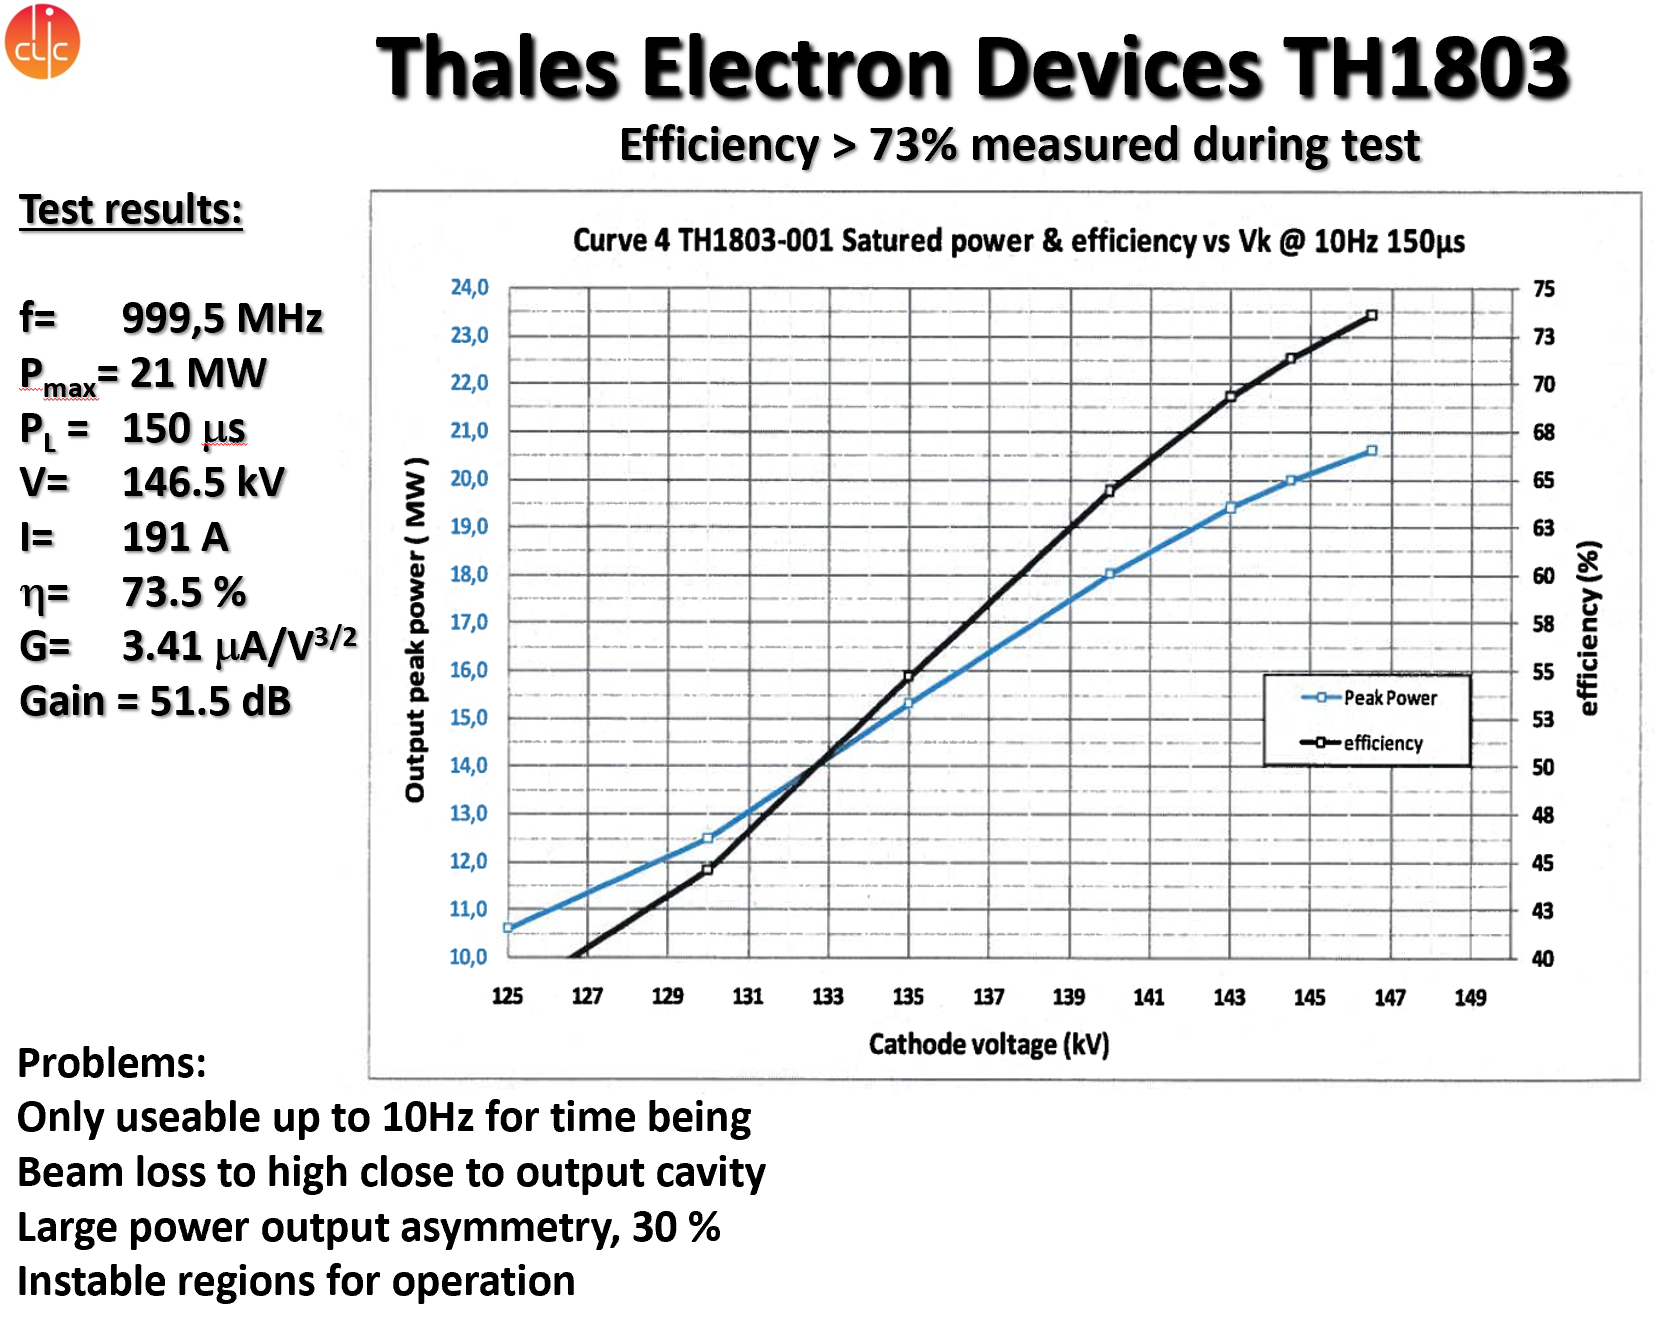 clic
Thales Electron Devices TH1803
Efficiency > 73% measured during test
Test results:
f= 999,5 MHz
Pmax= 21 MW
PL = 150 μs
V= 146.5 kV
I= 191 A
η= 73.5 %
G= 3.41 μA/V3/2
Gain = 51.5 dB
Curve 4 TH1803-001 Satured power & efficiency vs Vk @ 10Hz 150μs
Output peak power ( MW)
24,0
23,0
22,0
21,0
20,0
19,0
18,0
17,0
16,0
15,0
14,0
13,0
12,0
11,0
10,0
75
73
70
68
65
63
60
58
55
53
50
48
45
43
40
efficiency (%)
Peak Power
efficiency
125 127 129 131 133 135 137 139 141 143 145 147 149
Cathode voltage (kV)
Problems:
Only useable up to 10Hz for time being
Beam loss to high close to output cavity
Large power output asymmetry, 30 %
Instable regions for operation